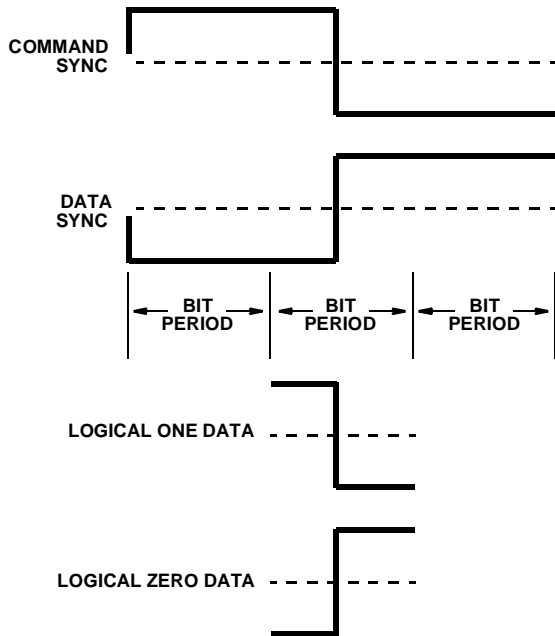 COMMAND
SYNC
DATA
SYNC
BIT
PERIOD
BIT
PERIOD
BIT
PERIOD
LOGICAL ONE DATA
LOGICAL ZERO DATA